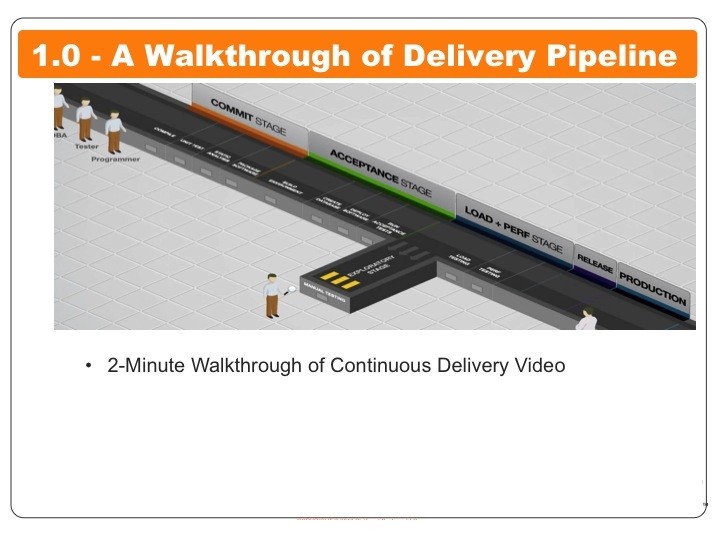 1.0 - A Walkthrough of Delivery Pipeline
DBA
Tester
Programmer
COMMIT STAGE
COMPILE
UNIT TEST
STATIC
ANALYSIS
PACKAGE
SOFTWARE
BUILD
ENVIRONMENT
ACCEPTANCE STAGE
CREATE
DATABASE
DEPLOY
SOFTWARE
RUN
ACCEPTANCE
TESTS
EXPLORATORY
STAGE
MANUAL TESTING
LOAD + PERF STAGE
LOAD
TESTING
PERF
TESTING
RELEASE
PRODUCTION
• 2-Minute Walkthrough of Continuous Delivery Video